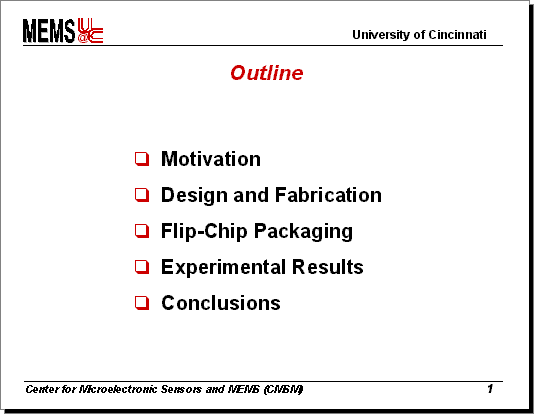 MEMS U@C
University of Cincinnati
Outline
Motivation
Design and Fabrication
Flip-Chip Packaging
Experimental Results
Conclusions
Center for Microelectronic Sensors and MEMS (CMSM) 1